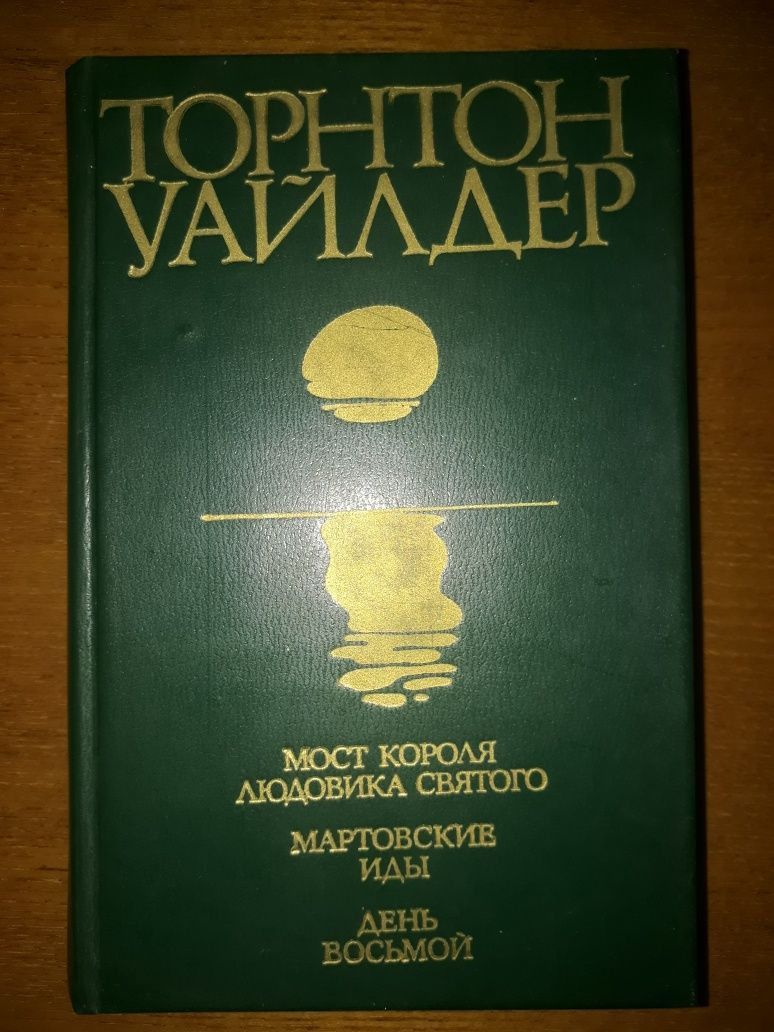 ТОРНТОН
УАЙЛДЕР
МОСТ КОРОЛЯ
ЛЮДОВИКА СВЯТОГО
МАРТОВСКИЕ
ИДЫ
ДЕНЬ
ВОСЬМОЙ